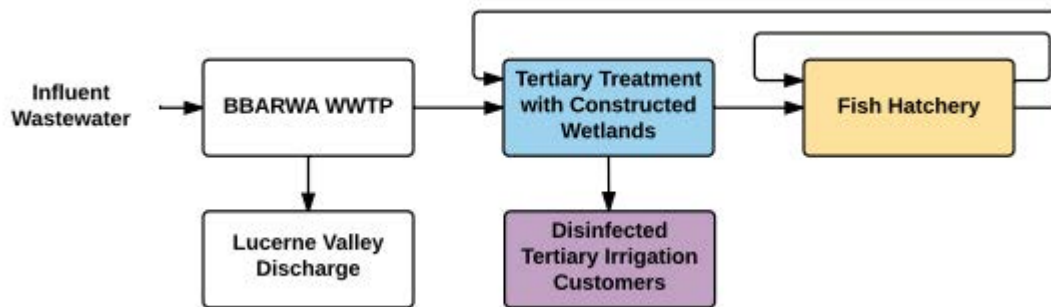 Influent
Wastewater
BBARWA WWTP
Tertiary Treatment
with Constructed
Wetlands
Fish Hatchery
Lucerne Valley
Discharge
Disinfected
Tertiary Irrigation
Customers